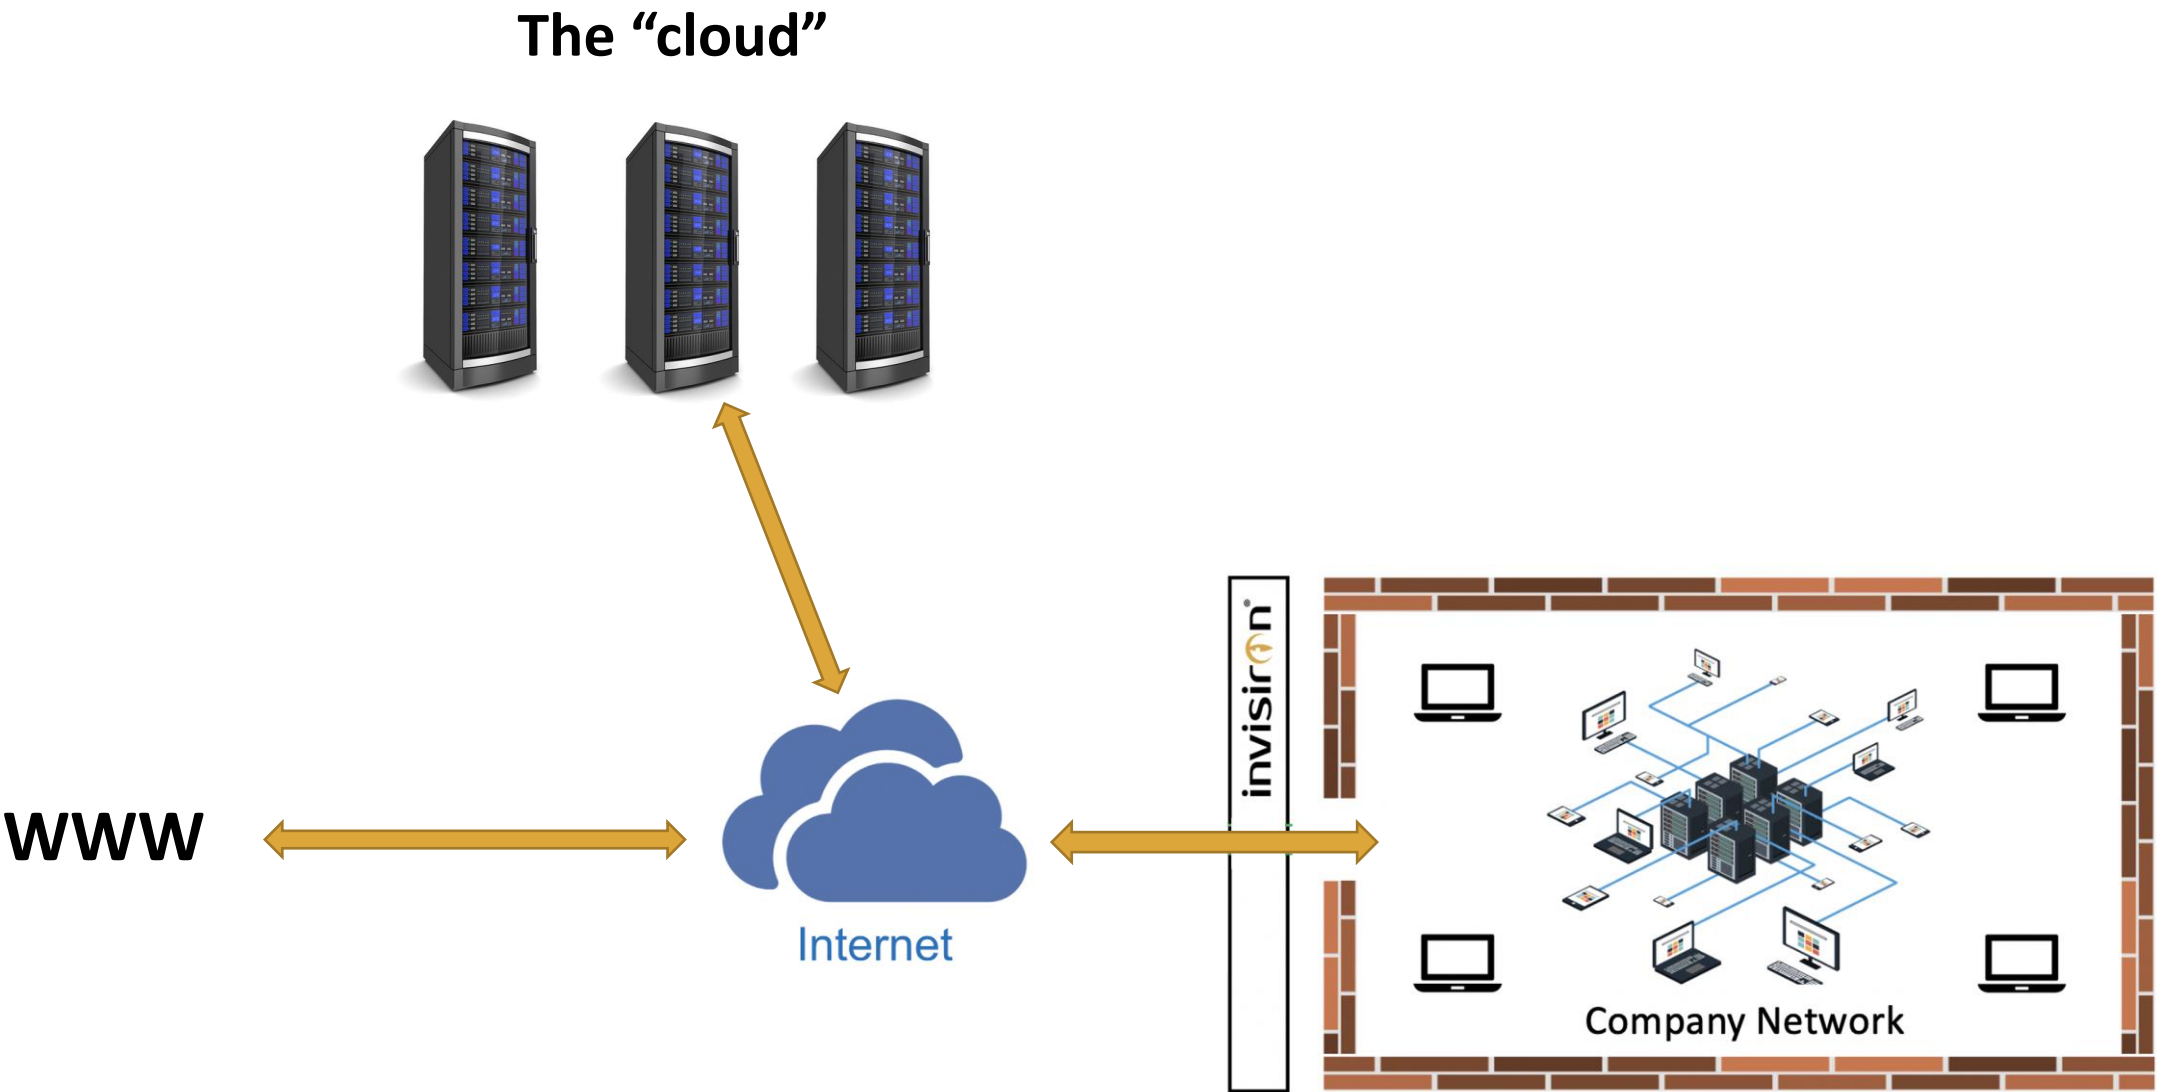 The “cloud”
www
Internet
invisiron®
Company Network